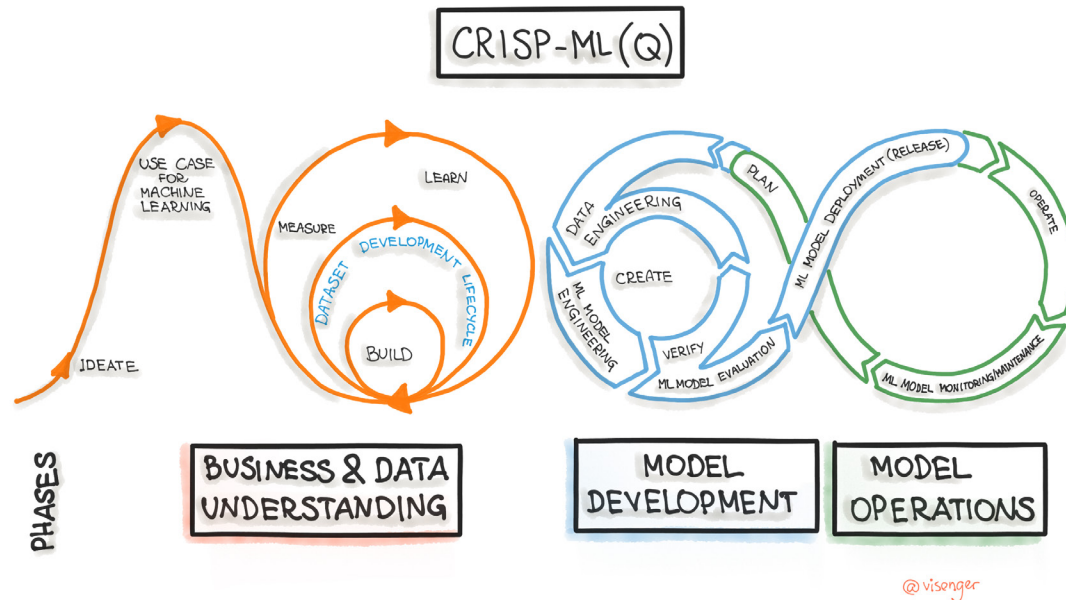 CRISP-ML(Q)
IDEATE
USE CASE
FOR
MACHINE
LEARNING
MEASURE
LEARN
DATASET DEVELOPMENT LIFECYCLE
BUILD
DATA
ENGINEERING
CREATE
ML MODEL
ENGINEERING
VERIFY
ML MODEL EVALUATION
PLAN
ML MODEL DEPLOYMENT (RELEASE)
OPERATE
ML MODEL MONITORING/MAINTENANCE
PHASES
BUSINESS & DATA
UNDERSTANDING
MODEL
DEVELOPMENT
MODEL
OPERATIONS
@visenger